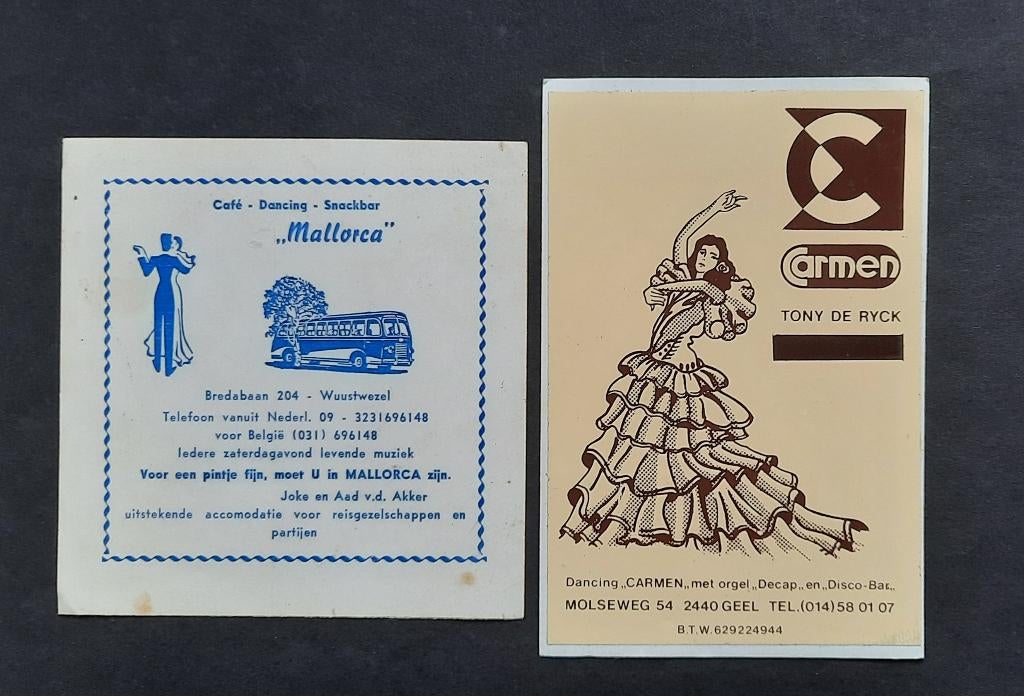 Café - Dancing - Snackbar
„Mallorca”
Bredabaan 204 - Wuustwezel
Telefoon vanuit Nederl. 09 - 3231696148
voor België (031) 696148
Iedere zaterdagavond levende muziek
Voor een pintje fijn, moet U in MALLORCA zijn.
Joke en Aad v.d. Akker
uitstekende accomodatie voor reisgezelschappen en
partijen
C
Carmen
TONY DE RYCK
Dancing „CARMEN„ met orgel „Decap„ en „Disco-Bar„
MOLSEWEG 54 2440 GEEL TEL.(014)58 01 07
B.T.W. 629224944